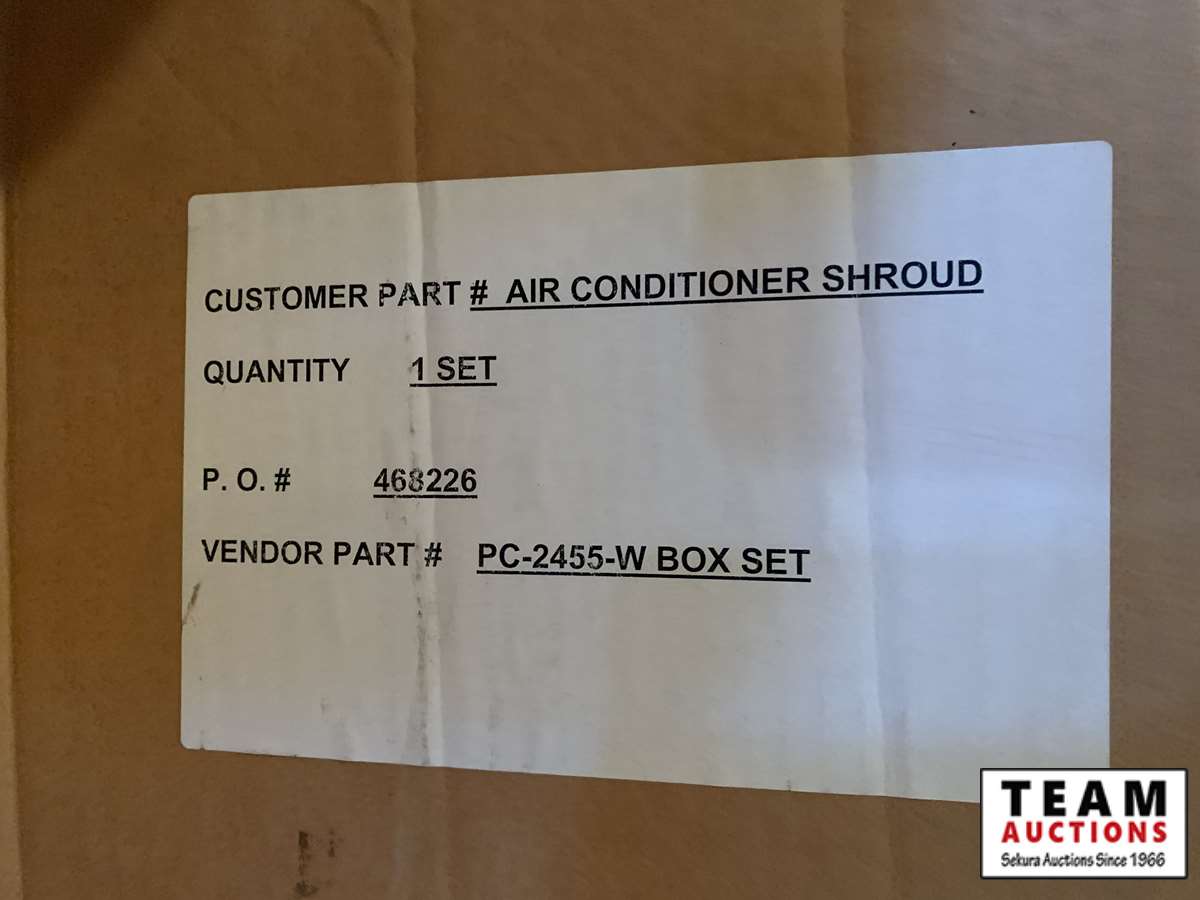 CUSTOMER PART # AIR CONDITIONER SHROUD
QUANTITY 1 SET
P. O. # 468226
VENDOR PART # PC-2455-W BOX SET
TEAM
AUCTIONS
Sekura Auctions Since 1966